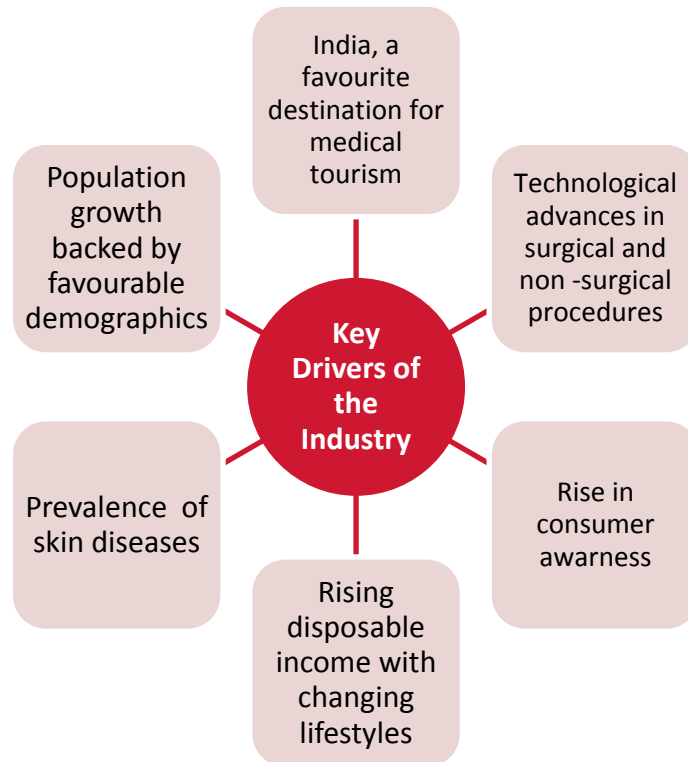 India, a
favourite
destination for
medical
tourism
Technological
advances in
surgical and
non -surgical
procedures
Rise in
consumer
awarness
Rising
disposable
income with
changing
lifestyles
Prevalence  of
skin diseases
Population
growth
backed by
favourable
demographics
Key
Drivers of
the
Industry